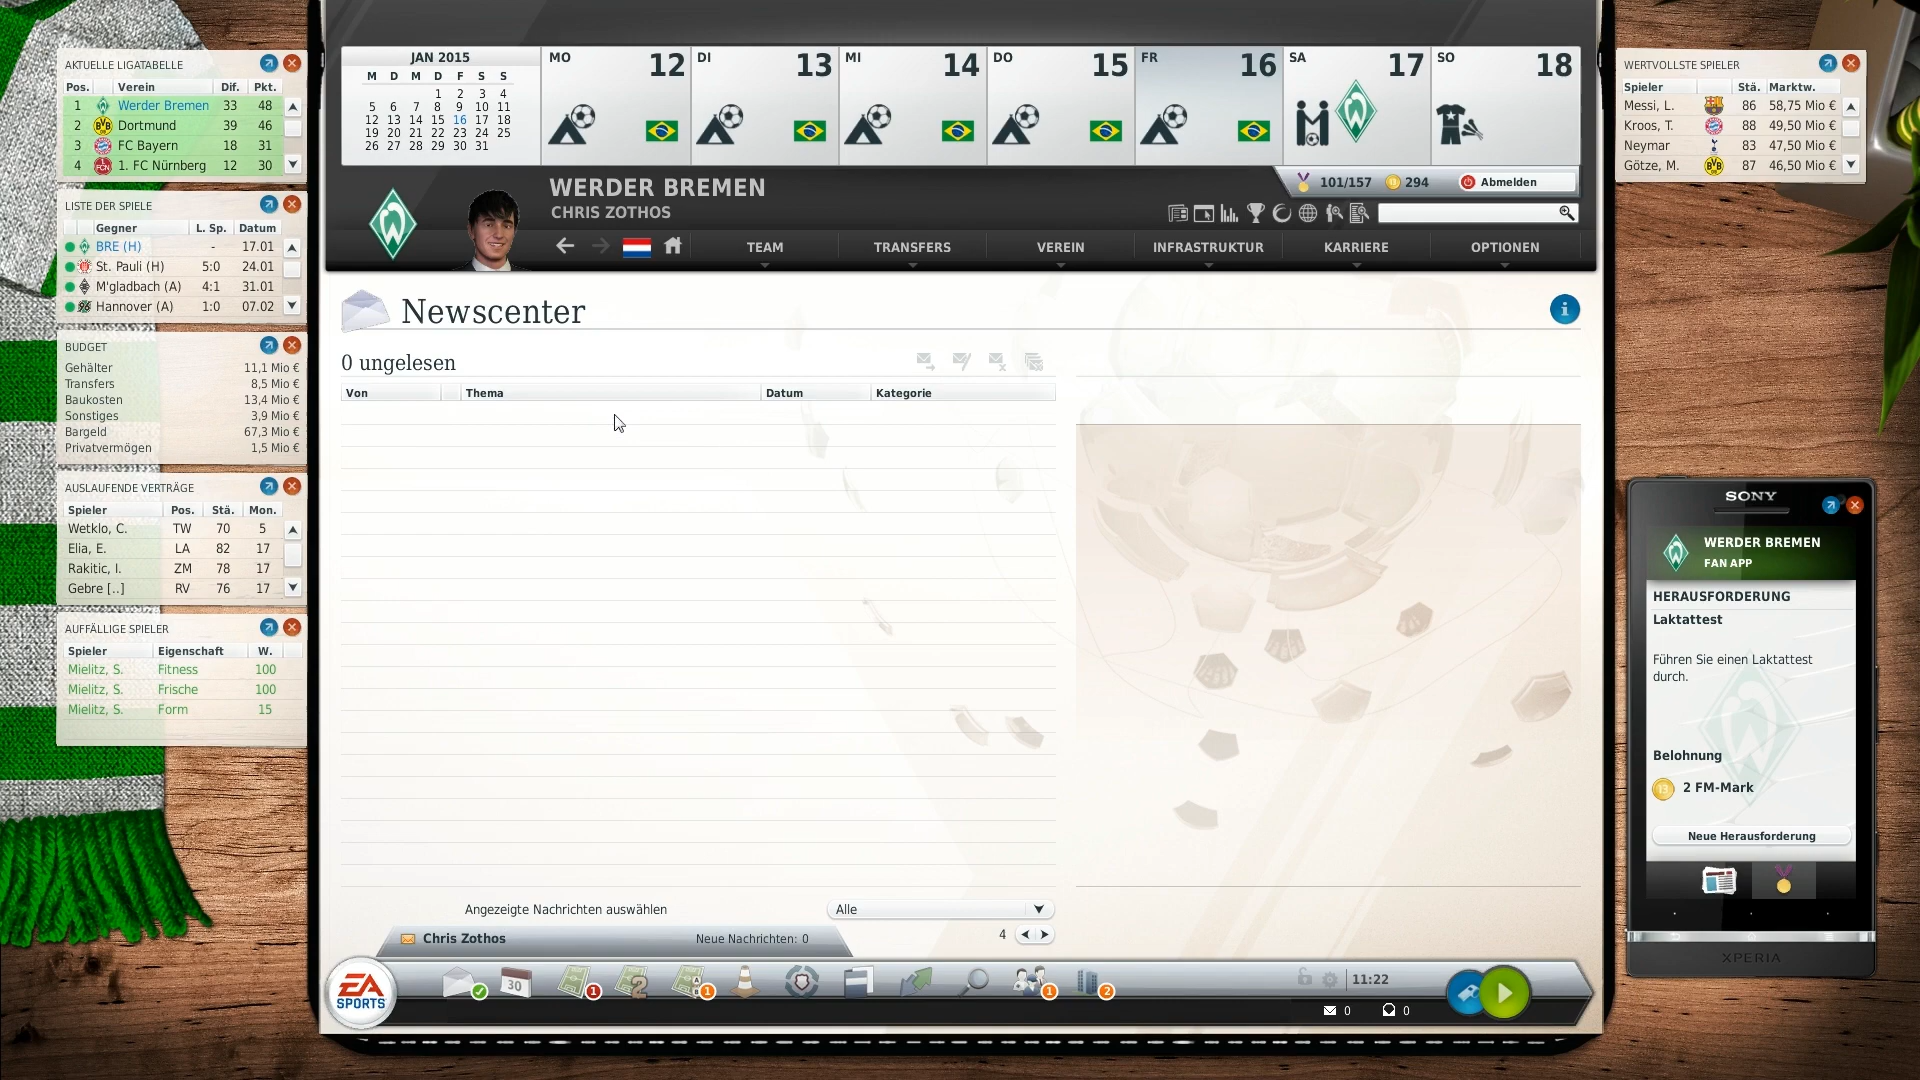 AKTUELLE LIGATABELLE
Pos. Verein Dif. Pkt.
1 Werder Bremen 33 48
2 Dortmund 39 46
3 FC Bayern 18 31
4 1. FC Nürnberg 12 30
LISTE DER SPIELE
Gegner L. Sp. Datum
BRE (H) - 17.01
St. Pauli (H) 5:0 24.01
M'gladbach (A) 4:1 31.01
Hannover (A) 1:0 07.02
BUDGET
Gehälter 11,1 Mio €
Transfers 8,5 Mio €
Baukosten 13,4 Mio €
Sonstiges 3,9 Mio €
Bargeld 67,3 Mio €
Privatvermögen 1,5 Mio €
AUSLAUFENDE VERTRÄGE
Spieler Pos. Stä. Mon.
Wetklo, C. TW 70 5
Elia, E. LA 82 17
Rakitic, I. ZM 78 17
Gebre [..] RV 76 17
AUFFÄLLIGE SPIELER
Spieler Eigenschaft W.
Mielitz, S. Fitness 100
Mielitz, S. Frische 100
Mielitz, S. Form 15
JAN 2015
M D M D F S S
1 2 3 4
5 6 7 8 9 10 11
12 13 14 15 16 17 18
19 20 21 22 23 24 25
26 27 28 29 30 31
MO 12
DI 13
MI 14
DO 15
FR 16
SA 17
SO 18
WERDER BREMEN
CHRIS ZOTHOS
101/157
294
Abmelden
TEAM
TRANSFERS
VEREIN
INFRASTRUKTUR
KARRIERE
OPTIONEN
Newscenter
0 ungelesen
Von Thema Datum Kategorie
Angezeigte Nachrichten auswählen
Alle
Chris Zothos
Neue Nachrichten: 0
4
EA
SPORTS
30
1
2
1
1
2
11:22
0
0
WERTVOLLSTE SPIELER
Spieler Stä. Marktw.
Messi, L. 86 58,75 Mio €
Kroos, T. 88 49,50 Mio €
Neymar 83 47,50 Mio €
Götze, M. 87 46,50 Mio €
SONY
WERDER BREMEN
FAN APP
HERAUSFORDERUNG
Laktattest
Führen Sie einen Laktattest
durch.
Belohnung
13
2 FM-Mark
Neue Herausforderung
XPERIA